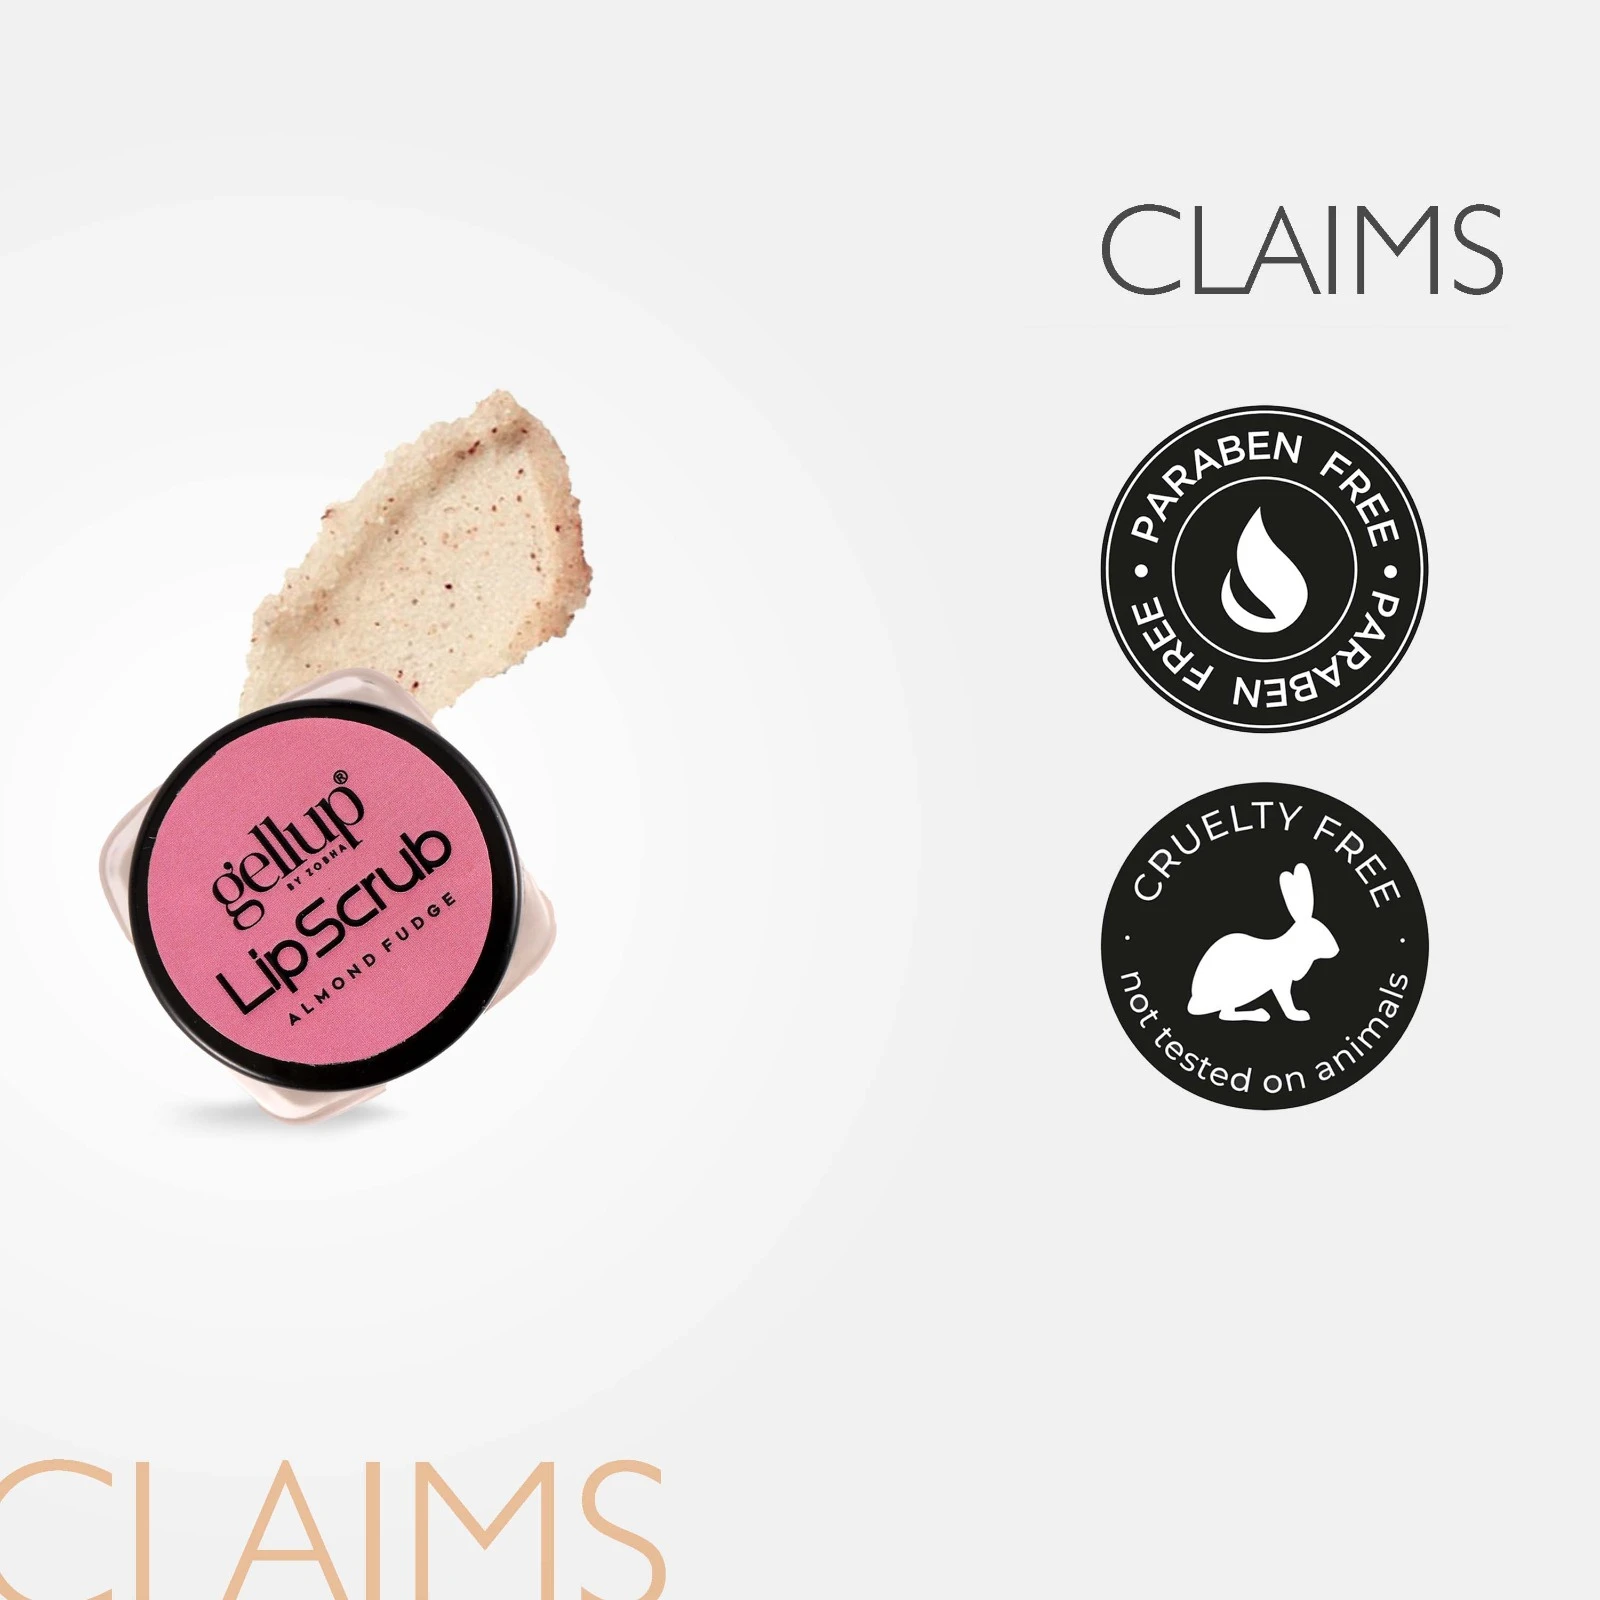 CLAIMS
PARABEN FREE • PARABEN FREE •
CRUELTY FREE
· not tested on animals ·
gellup®
BY ZOBHA
LipScrub
ALMOND FUDGE
CLAIMS